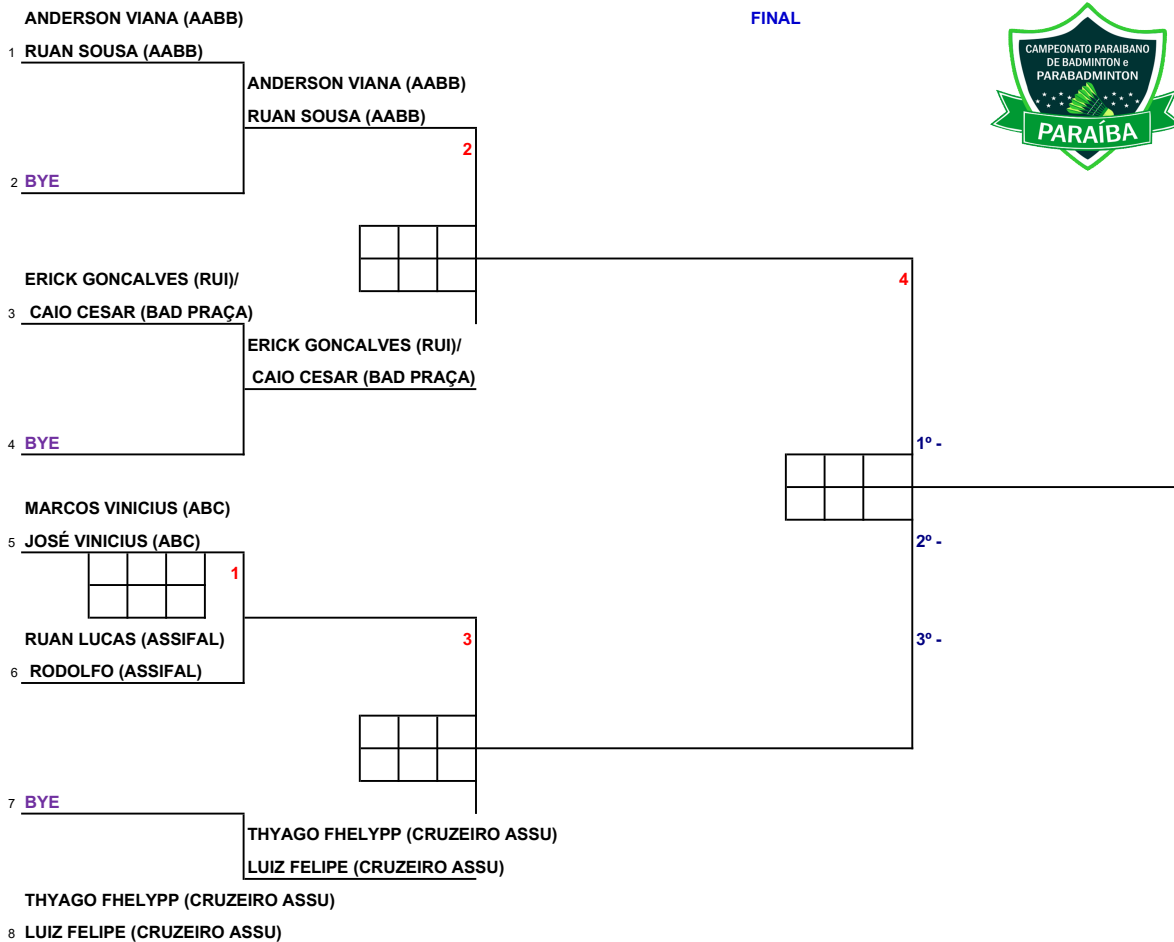 ANDERSON VIANA (AABB)
FINAL
CAMPEONATO PARAIBANO
DE BADMINTON e
PARABADMINTON
PARAÍBA
1 RUAN SOUSA (AABB)
ANDERSON VIANA (AABB)
RUAN SOUSA (AABB)
2
2 BYE
ERICK GONCALVES (RUI)/
4
3 CAIO CESAR (BAD PRAÇA)
ERICK GONCALVES (RUI)/
CAIO CESAR (BAD PRAÇA)
4 BYE
1º -
MARCOS VINICIUS (ABC)
5 JOSÉ VINICIUS (ABC)
2º -
1
RUAN LUCAS (ASSIFAL)
3
3º -
6 RODOLFO (ASSIFAL)
7 BYE
THYAGO FHELYPP (CRUZEIRO ASSU)
LUIZ FELIPE (CRUZEIRO ASSU)
THYAGO FHELYPP (CRUZEIRO ASSU)
8 LUIZ FELIPE (CRUZEIRO ASSU)